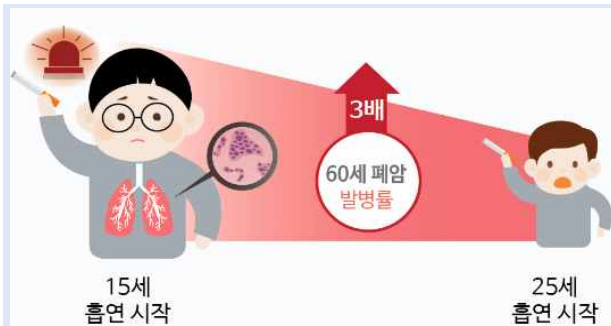 3배
60세 폐암
발병률
15세
흡연 시작
25세
흡연 시작